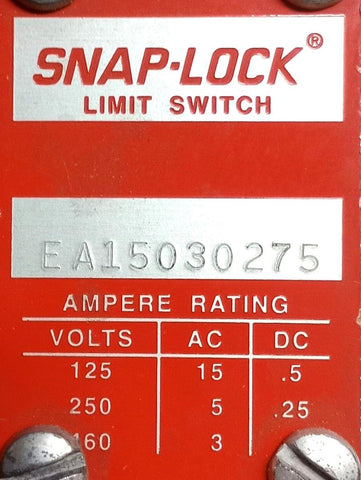 SNAP-LOCK®
LIMIT SWITCH
EA15030275
AMPERE RATING
VOLTS AC DC
125 15 .5
250 5 .25
3